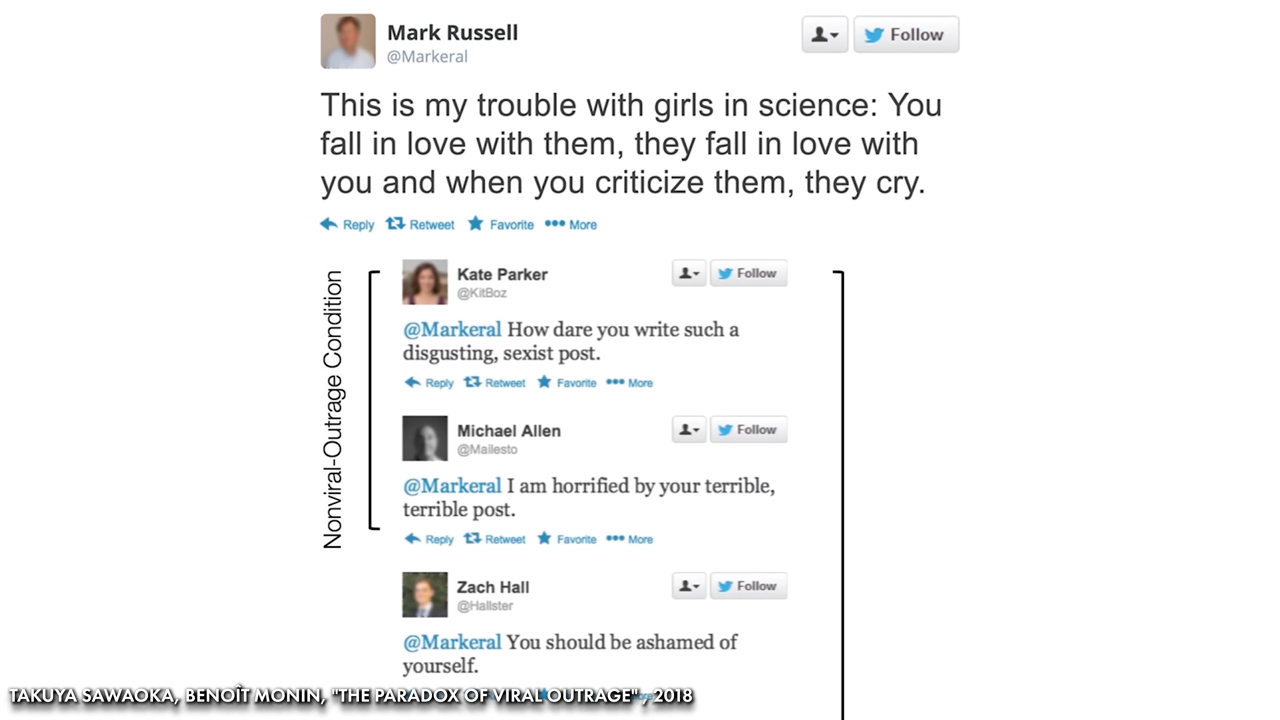 Mark Russell
@Markeral
Follow
This is my trouble with girls in science: You
fall in love with them, they fall in love with
you and when you criticize them, they cry.
Reply Retweet Favorite More
Nonviral-Outrage Condition
Kate Parker
@KitBoz
Follow
@Markeral How dare you write such a
disgusting, sexist post.
Reply Retweet Favorite More
Michael Allen
@Mailesto
Follow
@Markeral I am horrified by your terrible,
terrible post.
Reply Retweet Favorite More
Zach Hall
@Hallster
Follow
@Markeral You should be ashamed of
yourself.
TAKUYA SAWAOKA, BENOÎT MONIN, "THE PARADOX OF VIRAL OUTRAGE", 2018